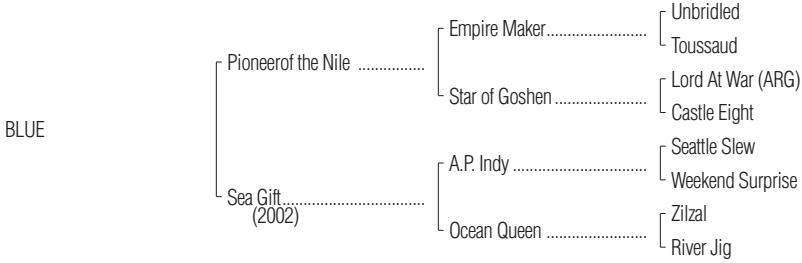 Unbridled
Empire Maker........................
Toussaud
Pioneerof the Nile ................
Lord At War (ARG)
Star of Goshen......................
Castle Eight
BLUE
Seattle Slew
A.P. Indy ................................
Weekend Surprise
Sea Gift..................................
(2002)
Zilzal
Ocean Queen ........................
River Jig